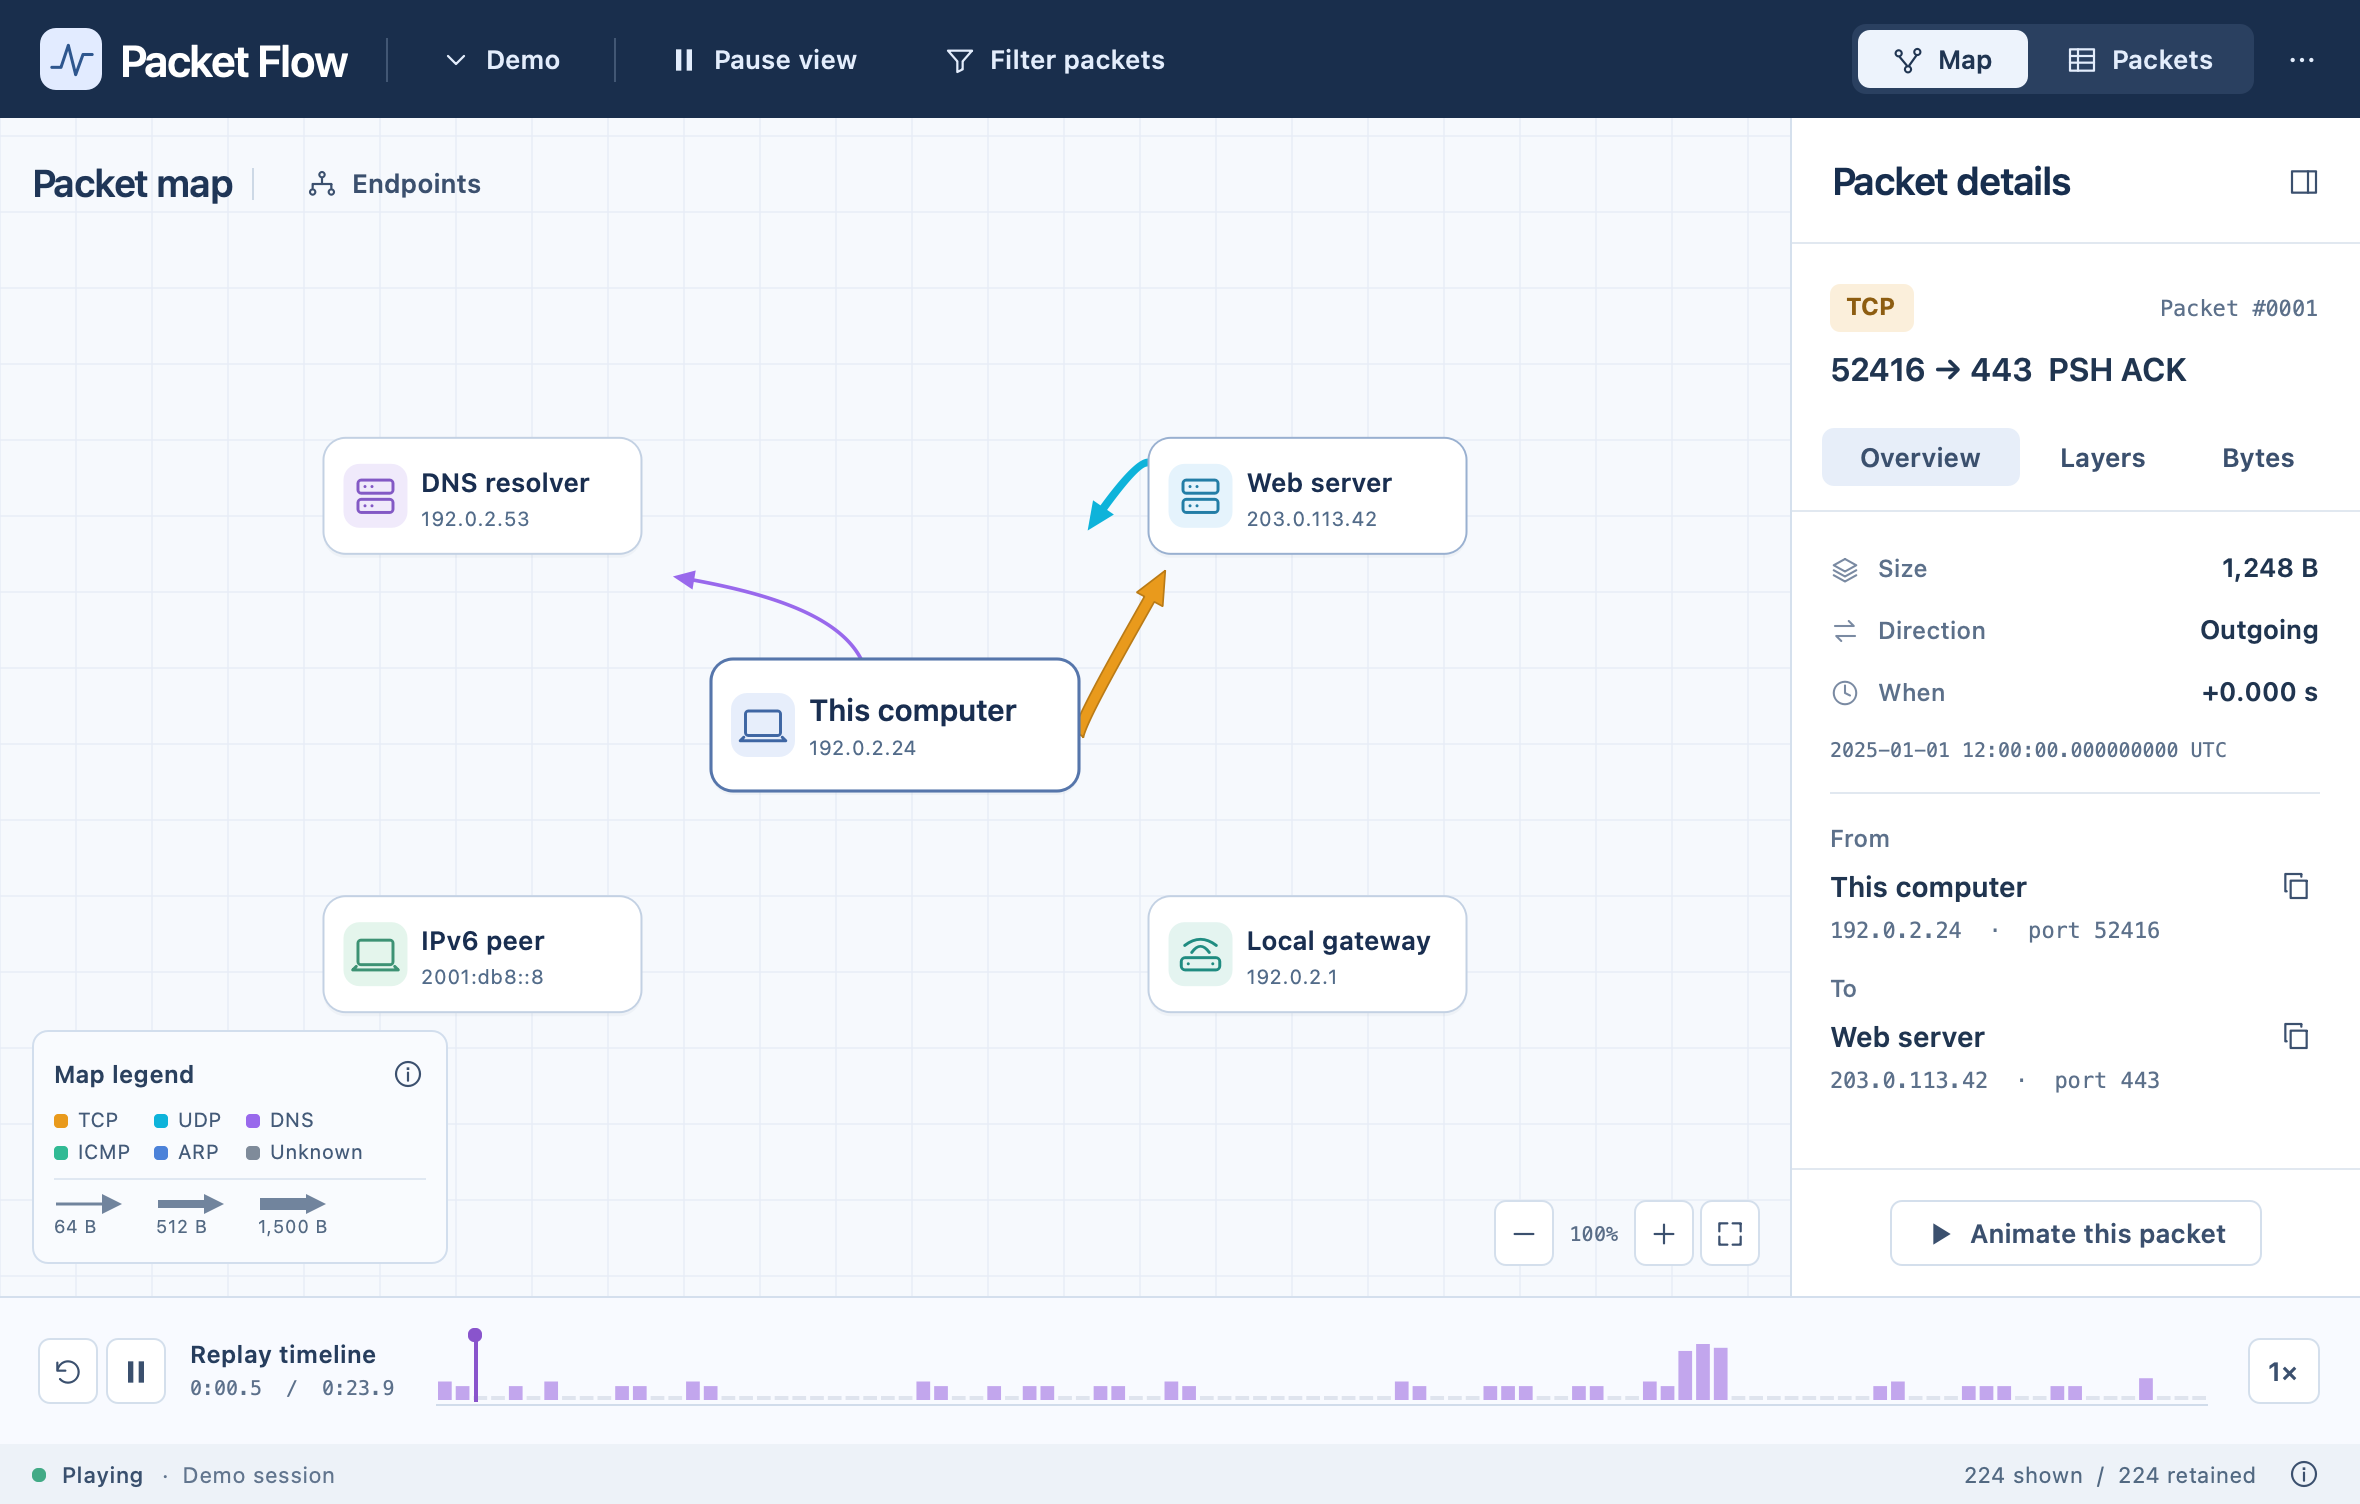 Packet Flow
Demo
Pause view
Filter packets
Map
Packets
Packet map
Endpoints
DNS resolver
192.0.2.53
Web server
203.0.113.42
This computer
192.0.2.24
IPv6 peer
2001:db8::8
Local gateway
192.0.2.1
Map legend
TCP UDP DNS
ICMP ARP Unknown
64 B 512 B 1,500 B
100%
Packet details
TCP
Packet #0001
52416 → 443 PSH ACK
Overview Layers Bytes
Size 1,248 B
Direction Outgoing
When +0.000 s
2025-01-01 12:00:00.000000000 UTC
From
This computer
192.0.2.24 · port 52416
To
Web server
203.0.113.42 · port 443
Animate this packet
Replay timeline
0:00.5 / 0:23.9
1×
Playing · Demo session
224 shown / 224 retained